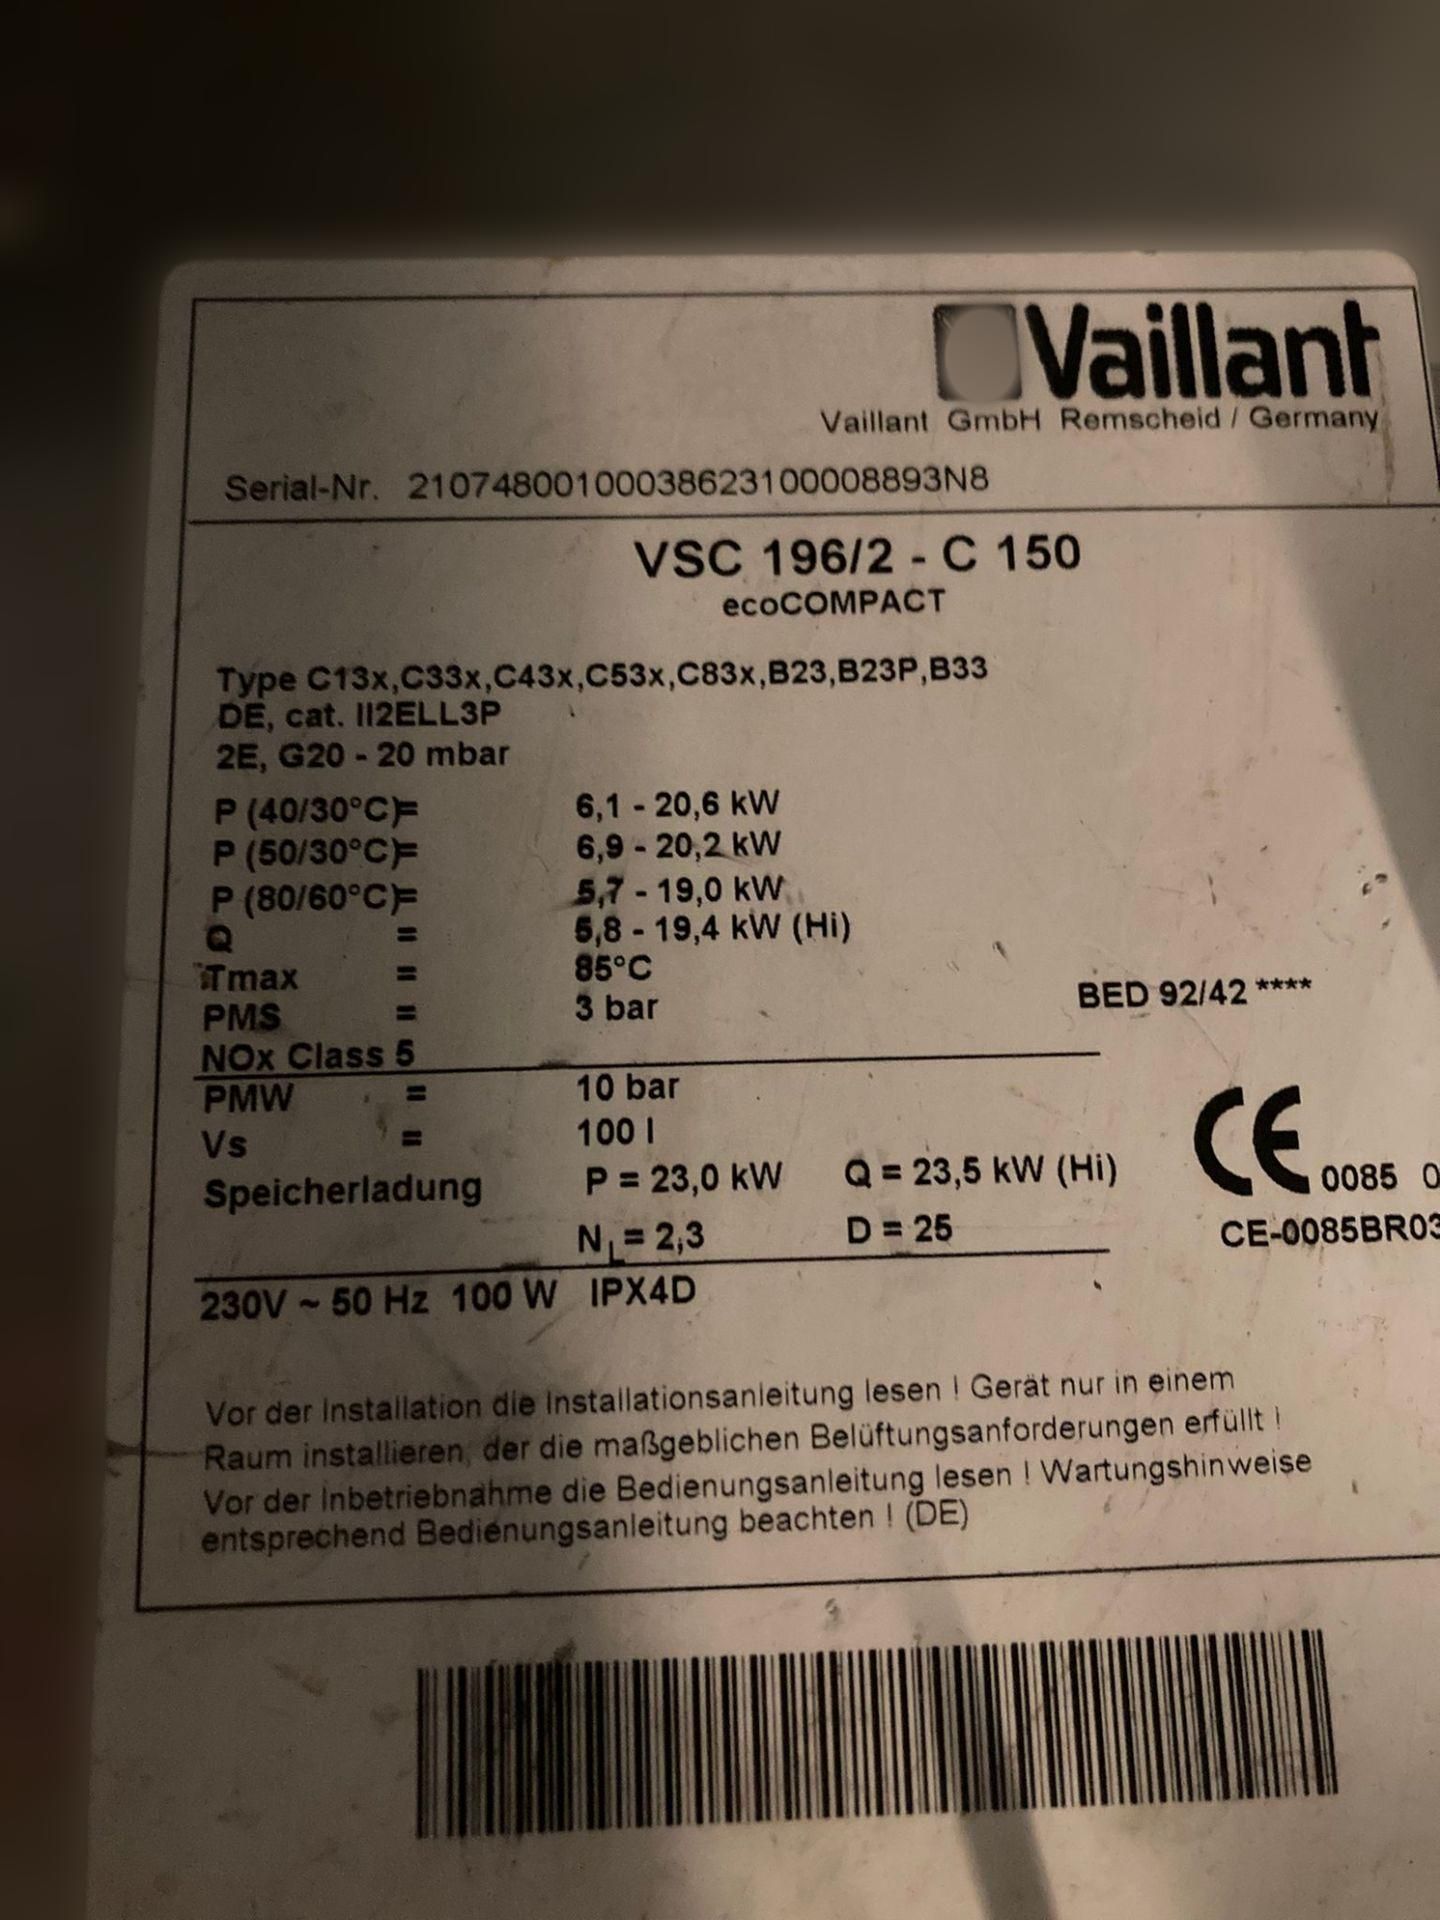 Vaillant
Vaillant GmbH Remscheid / Germany
Serial-Nr. 21074800100038623100008893N8
VSC 196/2 - C 150
ecoCOMPACT
Type C13x,C33x,C43x,C53x,C83x,B23,B23P,B33
DE, cat. II2ELL3P
2E, G20 - 20 mbar
P (40/30°C)= 6,1 - 20,6 kW
P (50/30°C)= 6,9 - 20,2 kW
P (80/60°C)= 5,7 - 19,0 kW
Q = 5,8 - 19,4 kW (Hi)
Tmax = 85°C
PMS = 3 bar
BED 92/42 ****
NOx Class 5
PMW = 10 bar
Vs = 100 l
Speicherladung P = 23,0 kW Q = 23,5 kW (Hi)
CE 0085 0
NL = 2,3 D = 25
CE-0085BR03
230V ~ 50 Hz 100 W IPX4D
Vor der Installation die Installationsanleitung lesen ! Gerät nur in einem
Raum installieren, der die maßgeblichen Belüftungsanforderungen erfüllt !
Vor der Inbetriebnahme die Bedienungsanleitung lesen ! Wartungshinweise
entsprechend Bedienungsanleitung beachten ! (DE)